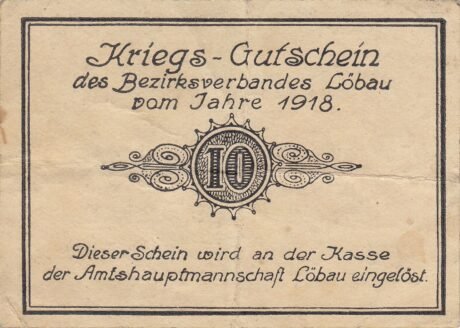 Kriegs-Gutschein
des Bezirksverbandes Löbau
vom Jahre 1918.
10
Dieser Schein wird an der Kasse
der Amtshauptmannschaft Löbau eingelöst.